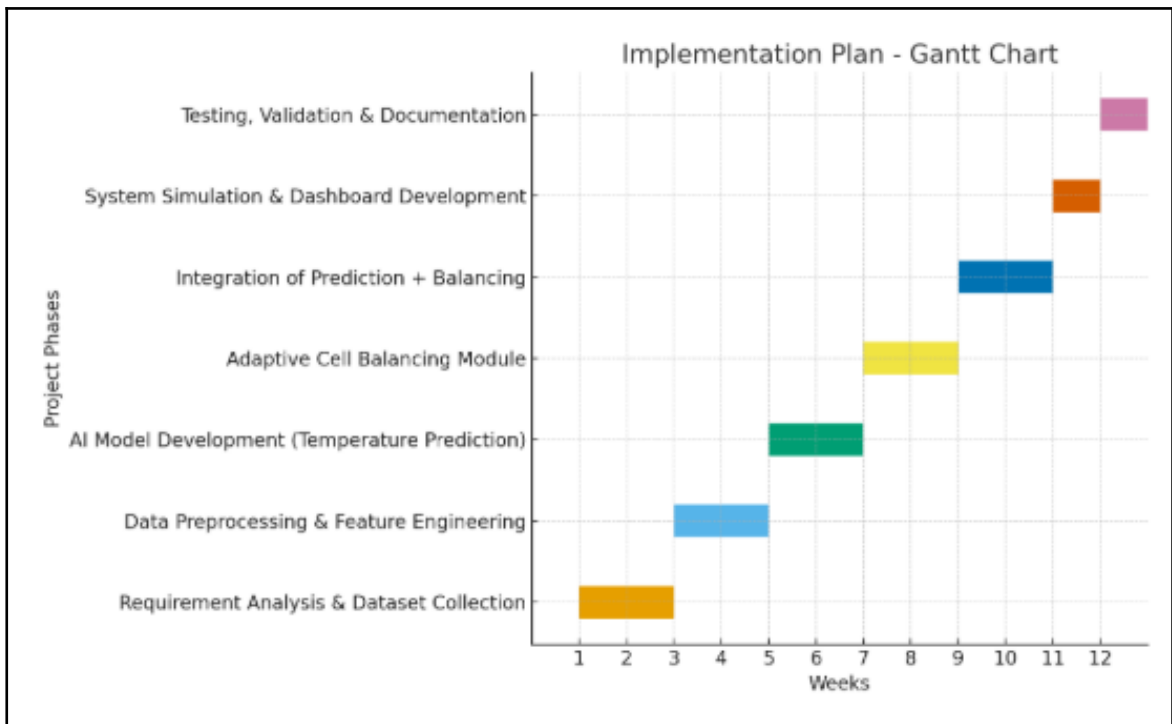 Implementation Plan - Gantt Chart
Testing, Validation & Documentation
System Simulation & Dashboard Development
Integration of Prediction + Balancing
Adaptive Cell Balancing Module
AI Model Development (Temperature Prediction)
Data Preprocessing & Feature Engineering
Requirement Analysis & Dataset Collection
Project Phases
1 2 3 4 5 6 7 8 9 10 11 12
Weeks